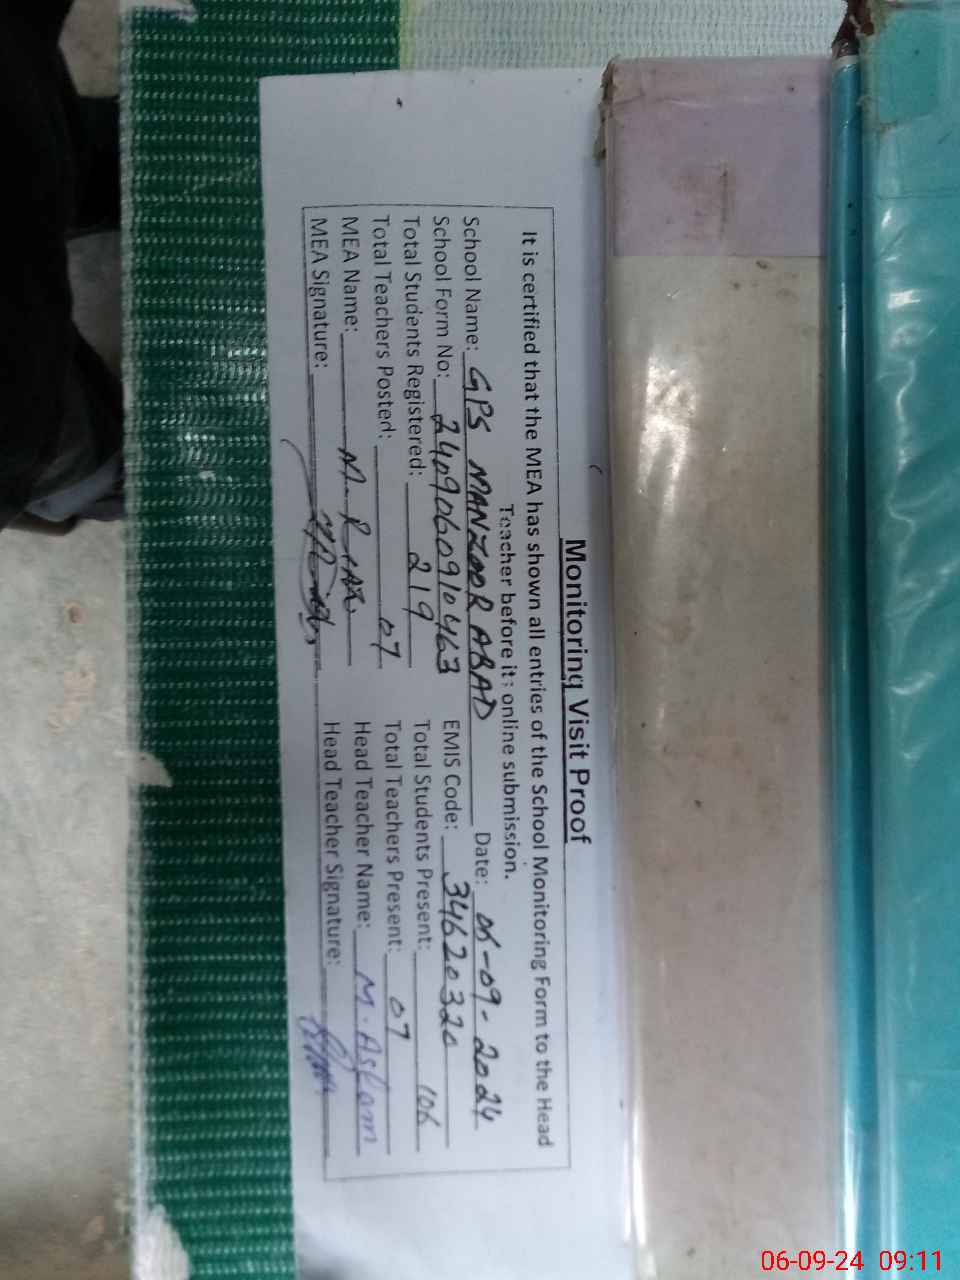 Monitoring Visit Proof
It is certified that the MEA has shown all entries of the School Monitoring Form to the Head
Teacher before its online submission.
School Name: GPS MANZOOR ABAD Date: 06-09-2024
School Form No: 2409060910463 EMIS Code: 34620320
Total Students Registered: 219 Total Students Present: 106
Total Teachers Posted: 07 Total Teachers Present: 07
MEA Name: M. RIAZ Head Teacher Name: M. Aslam
MEA Signature: Head Teacher Signature:
06-09-24 09:11